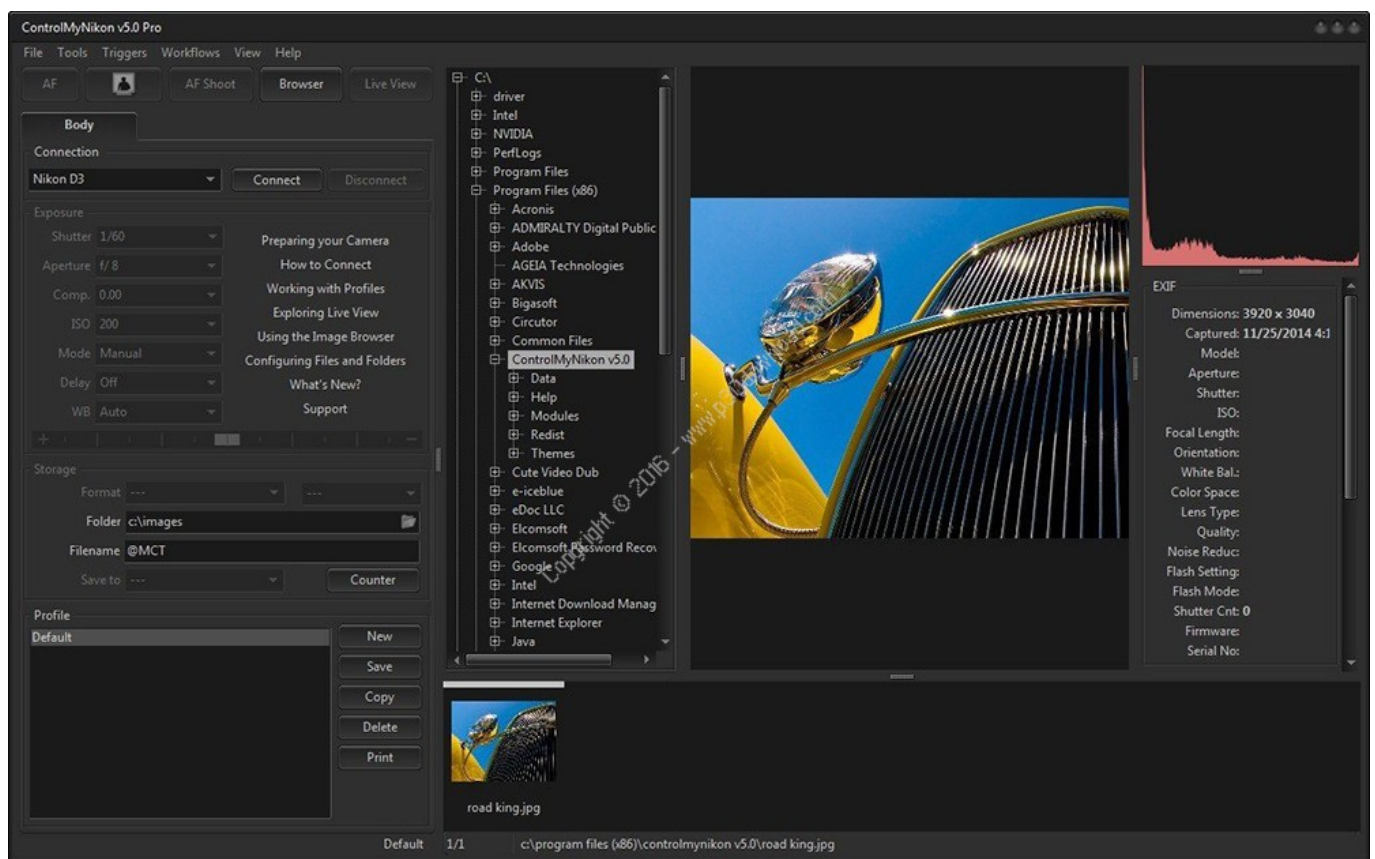 ControlMyNikon v5.0 Pro
File Tools Triggers Workflows View Help
AF AF Shoot Browser Live View
Body
Connection
Nikon D3 Connect Disconnect
Exposure
Shutter 1/60
Aperture f/ 8
Comp. 0.00
ISO 200
Mode Manual
Delay Off
WB Auto
Preparing your Camera
How to Connect
Working with Profiles
Exploring Live View
Using the Image Browser
Configuring Files and Folders
What's New?
Support
Storage
Format --- ---
Folder c:\images
Filename @MCT
Save to --- Counter
Profile
Default
New
Save
Copy
Delete
Print
Default
C:\
driver
Intel
NVIDIA
PerfLogs
Program Files
Program Files (x86)
Acronis
ADMIRALTY Digital Public
Adobe
AGEIA Technologies
AKVIS
Bigasoft
Circutor
Common Files
ControlMyNikon v5.0
Data
Help
Modules
Redist
Themes
Cute Video Dub
e-iceblue
eDoc LLC
Elcomsoft
Elcomsoft Password Recov
Google
Intel
Internet Download Manag
Internet Explorer
Java
EXIF
Dimensions: 3920 x 3040
Captured: 11/25/2014 4:1
Model:
Aperture:
Shutter:
ISO:
Focal Length:
Orientation:
White Bal.:
Color Space:
Lens Type:
Quality:
Noise Reduc:
Flash Setting:
Flash Mode:
Shutter Cnt: 0
Firmware:
Serial No:
road king.jpg
1/1 c:\program files (x86)\controlmynikon v5.0\road king.jpg
Copyright © 2016 -